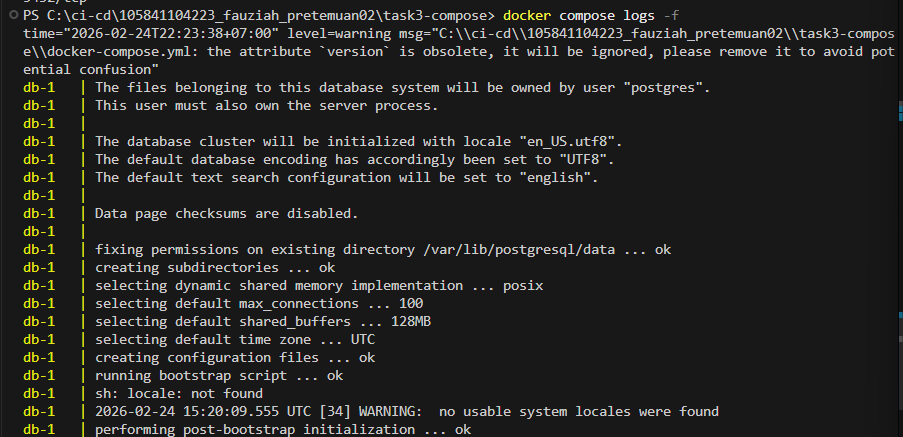 5432/tcp
PS C:\ci-cd\105841104223_fauziah_pretemuan02\task3-compose> docker compose logs -f
time="2026-02-24T22:23:38+07:00" level=warning msg="C:\\ci-cd\\105841104223_fauziah_pretemuan02\\task3-compos
e\\docker-compose.yml: the attribute `version` is obsolete, it will be ignored, please remove it to avoid pot
ential confusion"
db-1   | The files belonging to this database system will be owned by user "postgres".
db-1   | This user must also own the server process.
db-1   |
db-1   | The database cluster will be initialized with locale "en_US.utf8".
db-1   | The default database encoding has accordingly been set to "UTF8".
db-1   | The default text search configuration will be set to "english".
db-1   |
db-1   | Data page checksums are disabled.
db-1   |
db-1   | fixing permissions on existing directory /var/lib/postgresql/data ... ok
db-1   | creating subdirectories ... ok
db-1   | selecting dynamic shared memory implementation ... posix
db-1   | selecting default max_connections ... 100
db-1   | selecting default shared_buffers ... 128MB
db-1   | selecting default time zone ... UTC
db-1   | creating configuration files ... ok
db-1   | running bootstrap script ... ok
db-1   | sh: locale: not found
db-1   | 2026-02-24 15:20:09.555 UTC [34] WARNING:  no usable system locales were found
db-1   | performing post-bootstrap initialization ... ok